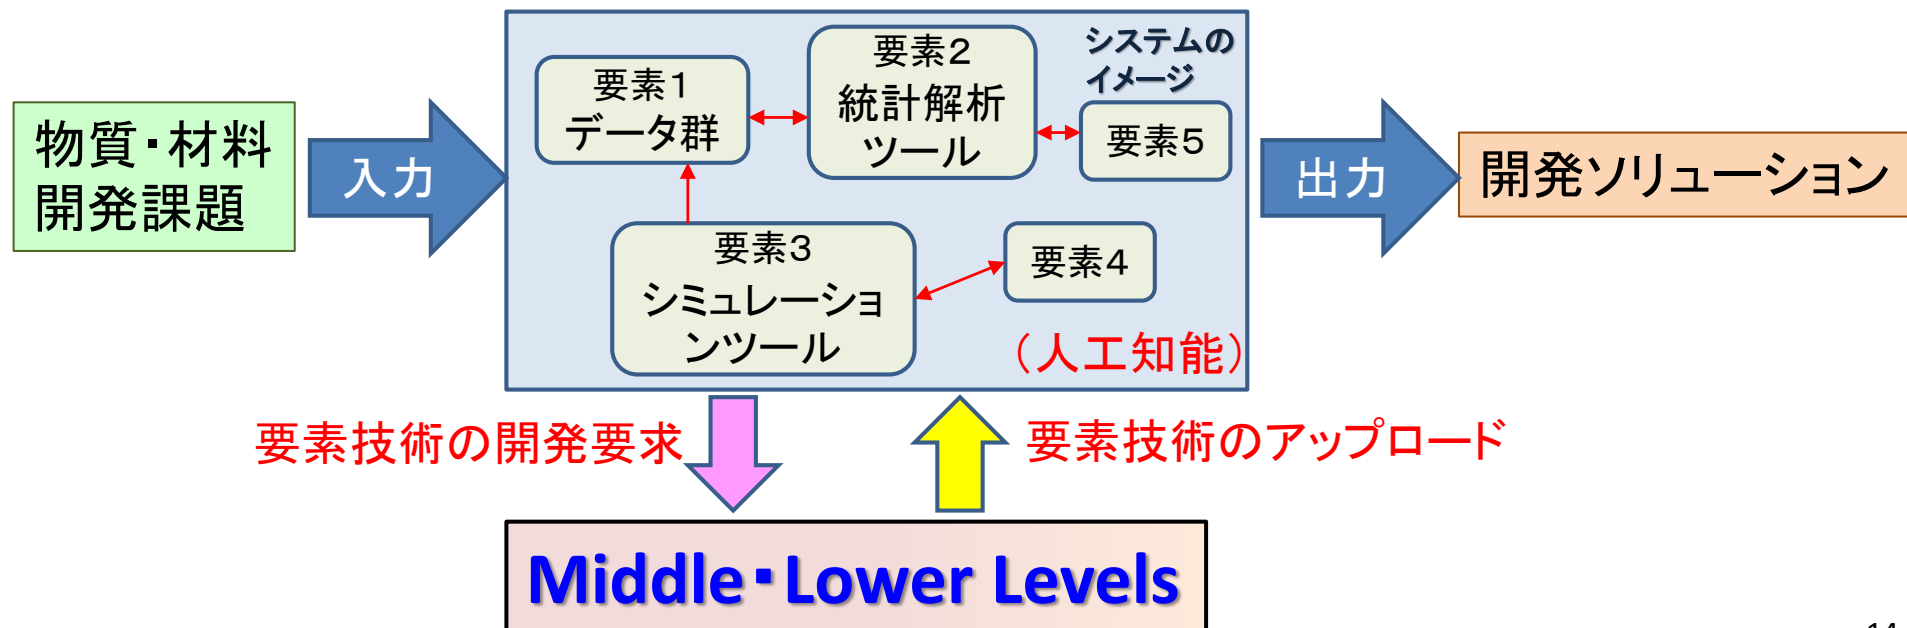 物質・材料
開発課題
入力
要素1
データ群
要素2
統計解析
ツール
システムの
イメージ
要素5
要素3
シミュレーショ
ンツール
要素4
（人工知能）
出力
開発ソリューション
要素技術の開発要求
要素技術のアップロード
Middle・Lower Levels
14